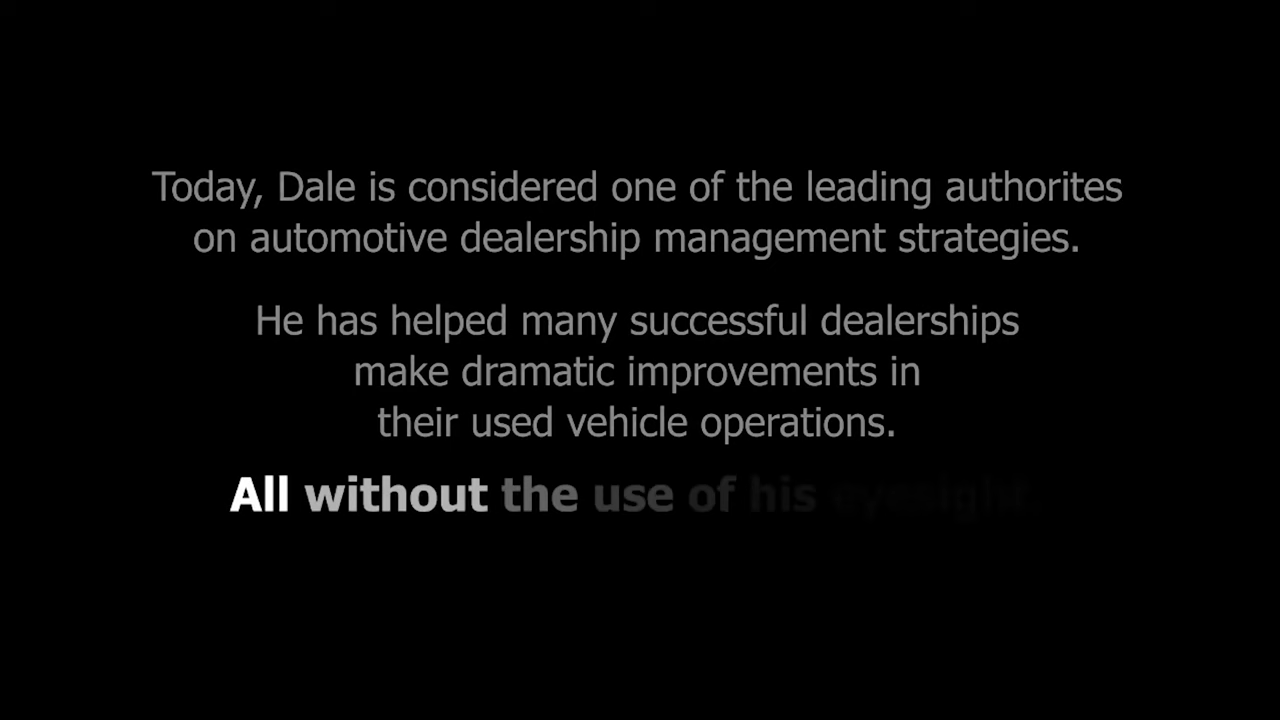 Today, Dale is considered one of the leading authorites
on automotive dealership management strategies.
He has helped many successful dealerships
make dramatic improvements in
their used vehicle operations.
All without the use of his eyesight.